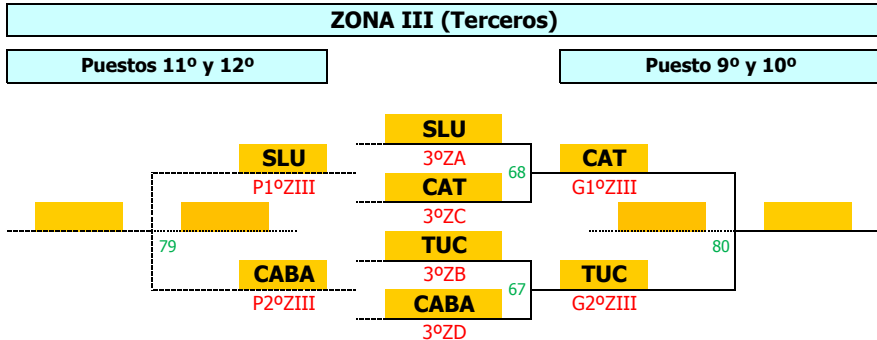 ZONA III (Terceros)
Puestos 11º y 12º
Puesto 9º y 10º
SLU
3ºZA
68
SLU
P1ºZIII
CAT
G1ºZIII
CAT
3ºZC
79
80
TUC
3ºZB
67
CABA
P2ºZIII
TUC
G2ºZIII
CABA
3ºZD